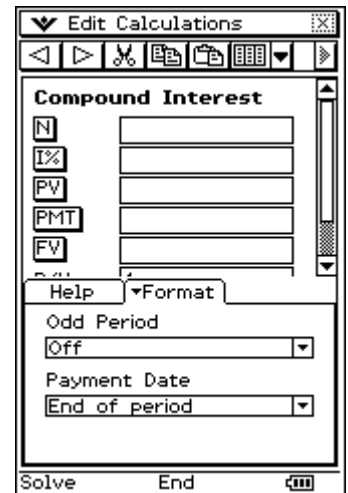 Edit Calculations
Compound Interest
N
I%
PV
PMT
FV
Help ▾Format
Odd Period
Off
Payment Date
End of period
Solve End